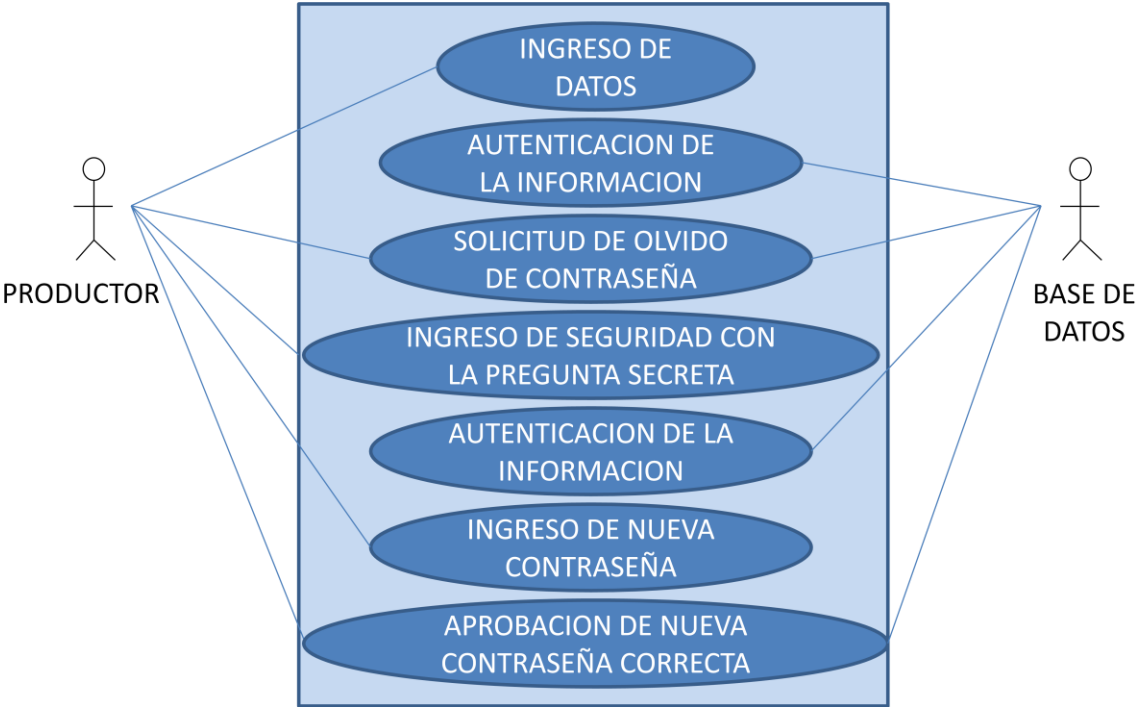 INGRESO DE
DATOS
AUTENTICACION DE
LA INFORMACION
SOLICITUD DE OLVIDO
DE CONTRASEÑA
PRODUCTOR
BASE DE
DATOS
INGRESO DE SEGURIDAD CON
LA PREGUNTA SECRETA
AUTENTICACION DE LA
INFORMACION
INGRESO DE NUEVA
CONTRASEÑA
APROBACION DE NUEVA
CONTRASEÑA CORRECTA